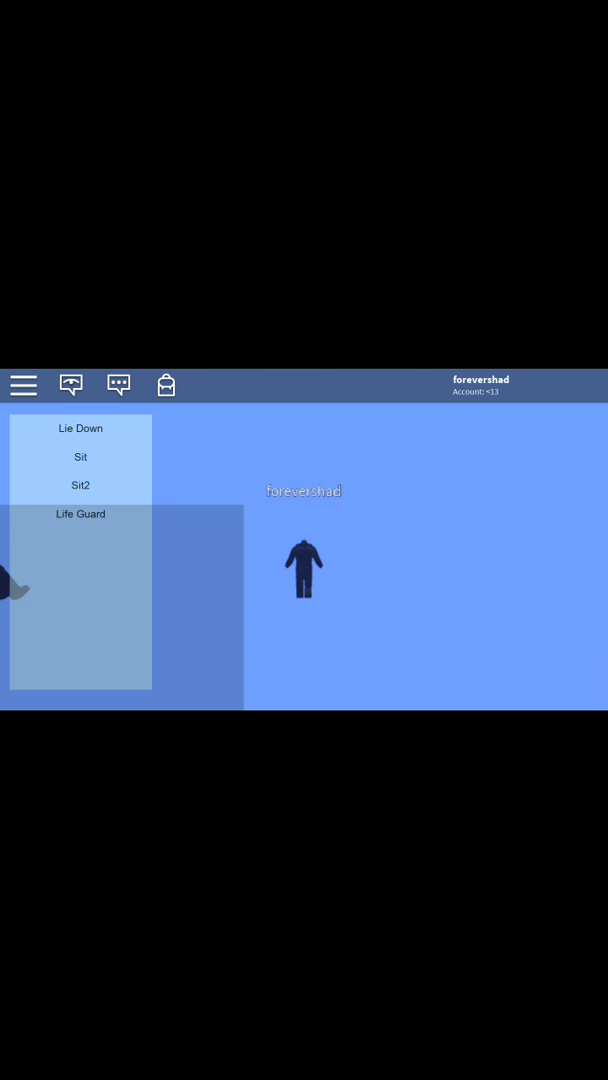 forevershad
Account: <13
Lie Down
Sit
Sit2
Life Guard
forevershad